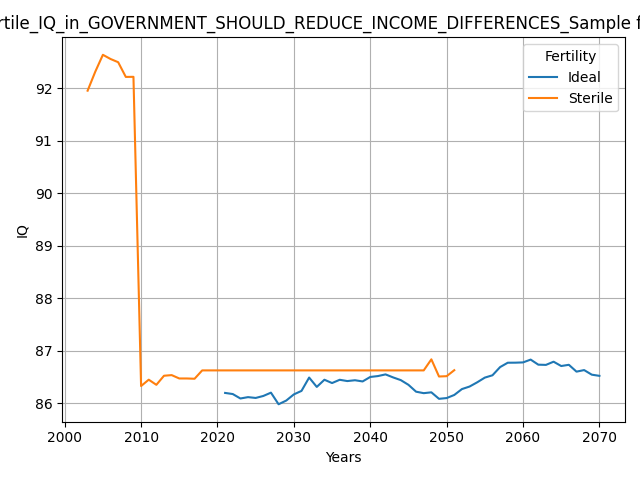 rtile_IQ_in_GOVERNMENT_SHOULD_REDUCE_INCOME_DIFFERENCES_Sample f
Fertility
Ideal
Sterile
92
91
90
89
88
87
86
IQ
2000 2010 2020 2030 2040 2050 2060 2070
Years